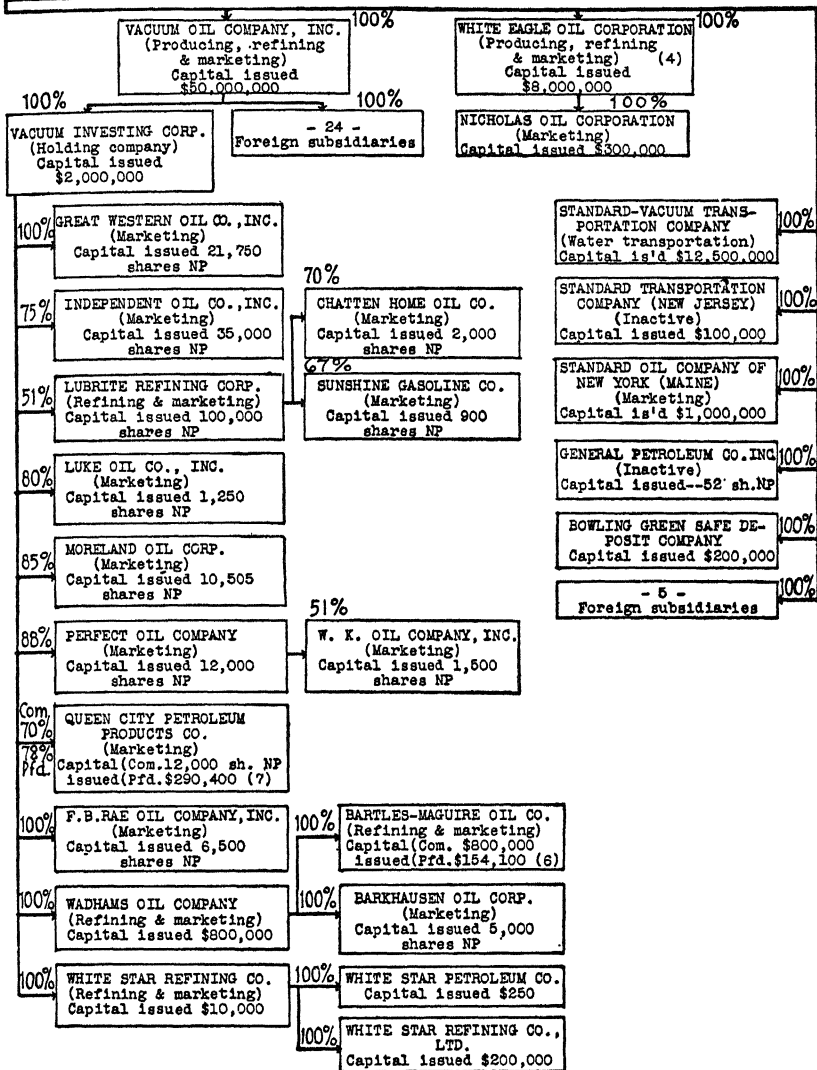 100%
VACUUM OIL COMPANY, INC.
(Producing, refining
& marketing)
Capital issued
$50,000,000
100%
WHITE EAGLE OIL CORPORATION
(Producing, refining
& marketing) (4)
Capital issued
$8,000,000
100%
VACUUM INVESTING CORP.
(Holding company)
Capital issued
$2,000,000
100%
- 24 -
Foreign subsidiaries
100%
NICHOLAS OIL CORPORATION
(Marketing)
Capital issued $300,000
100%
GREAT WESTERN OIL CO.,INC.
(Marketing)
Capital issued 21,750
shares NP
75%
INDEPENDENT OIL CO.,INC.
(Marketing)
Capital issued 35,000
shares NP
70%
CHATTEN HOME OIL CO.
(Marketing)
Capital issued 2,000
shares NP
51%
LUBRITE REFINING CORP.
(Refining & marketing)
Capital issued 100,000
shares NP
67%
SUNSHINE GASOLINE CO.
(Marketing)
Capital issued 900
shares NP
80%
LUKE OIL CO., INC.
(Marketing)
Capital issued 1,250
shares NP
85%
MORELAND OIL CORP.
(Marketing)
Capital issued 10,505
shares NP
88%
PERFECT OIL COMPANY
(Marketing)
Capital issued 12,000
shares NP
51%
W. K. OIL COMPANY, INC.
(Marketing)
Capital issued 1,500
shares NP
Com.
70%
78%
Pfd.
QUEEN CITY PETROLEUM
PRODUCTS CO.
(Marketing)
Capital(Com.12,000 sh. NP
issued(Pfd.$290,400 (7)
100%
F.B.RAE OIL COMPANY,INC.
(Marketing)
Capital issued 6,500
shares NP
100%
WADHAMS OIL COMPANY
(Refining & marketing)
Capital issued $800,000
100%
BARTLES-MAGUIRE OIL CO.
(Refining & marketing)
Capital(Com. $800,000
issued(Pfd.$154,100 (6)
100%
BARKHAUSEN OIL CORP.
(Marketing)
Capital issued 5,000
shares NP
100%
WHITE STAR REFINING CO.
(Refining & marketing)
Capital issued $10,000
100%
WHITE STAR PETROLEUM CO.
Capital issued $250
100%
WHITE STAR REFINING CO.,
LTD.
Capital issued $200,000
STANDARD-VACUUM TRANS-
PORTATION COMPANY
(Water transportation)
Capital is'd $12,500,000
100%
STANDARD TRANSPORTATION
COMPANY (NEW JERSEY)
(Inactive)
Capital issued $100,000
100%
STANDARD OIL COMPANY OF
NEW YORK (MAINE)
(Marketing)
Capital is'd $1,000,000
100%
GENERAL PETROLEUM CO.INC
(Inactive)
Capital issued--52 sh.NP
100%
BOWLING GREEN SAFE DE-
POSIT COMPANY
Capital issued $200,000
100%
- 5 -
Foreign subsidiaries
100%